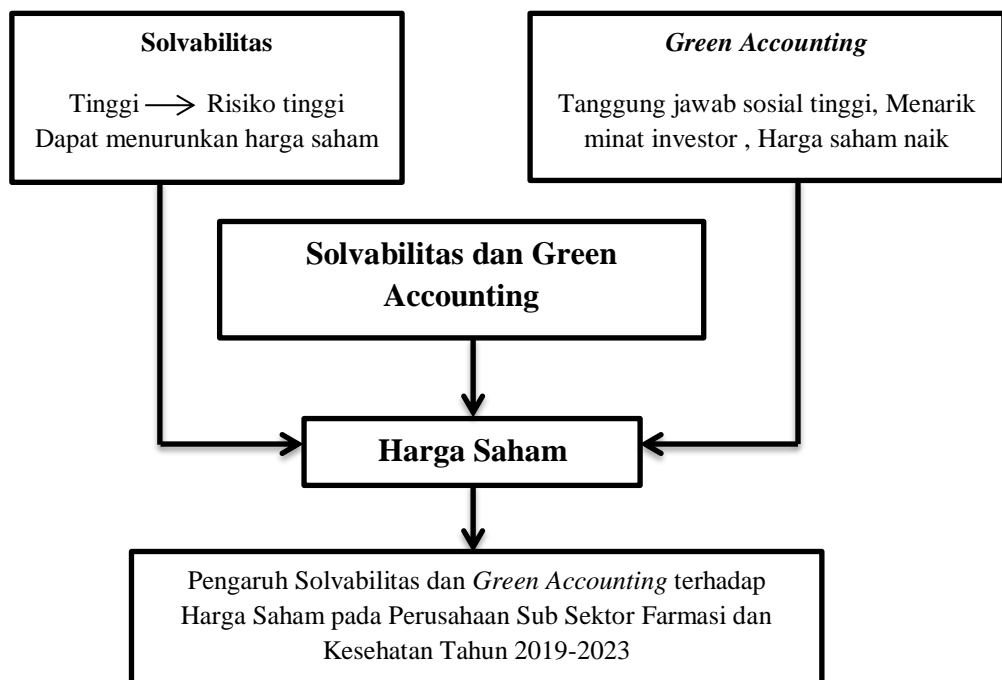 Solvabilitas
Tinggi → Risiko tinggi
Dapat menurunkan harga saham
Green Accounting
Tanggung jawab sosial tinggi, Menarik
minat investor , Harga saham naik
Solvabilitas dan Green
Accounting
Harga Saham
Pengaruh Solvabilitas dan Green Accounting terhadap
Harga Saham pada Perusahaan Sub Sektor Farmasi dan
Kesehatan Tahun 2019-2023